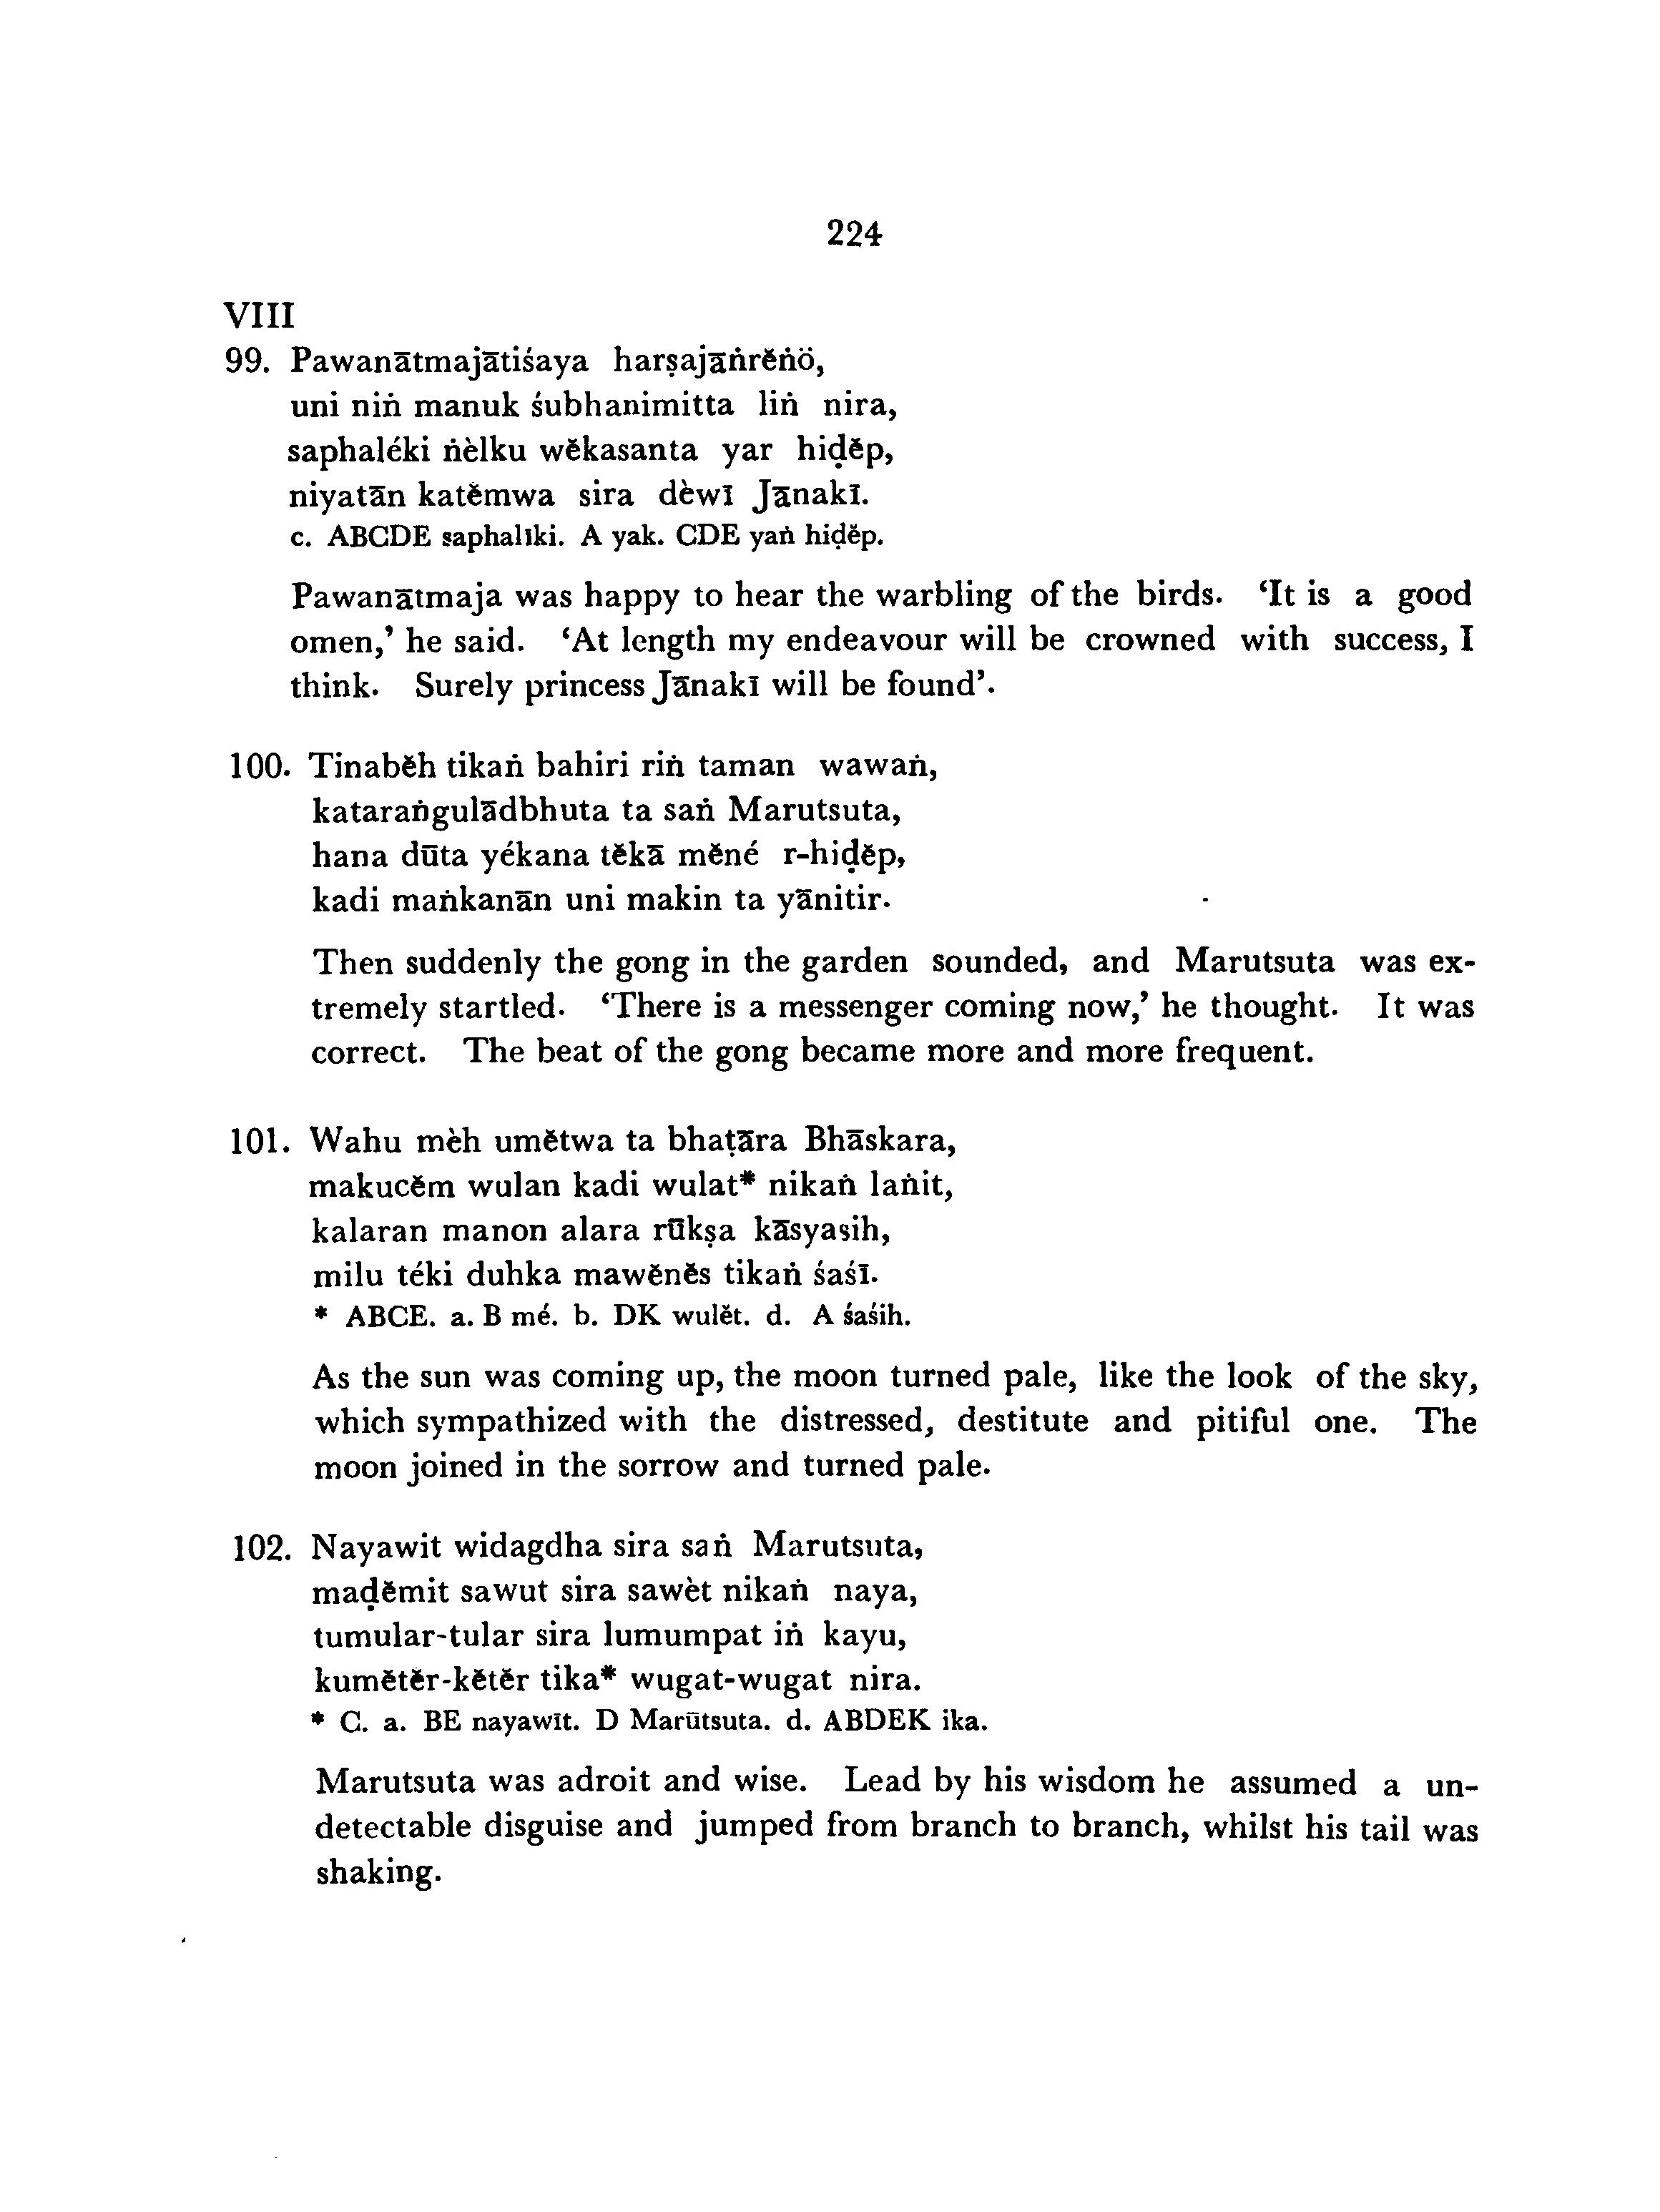 224
VIII
99. Pawanātmajātiśaya harṣajāṅrĕṅö,
uni niṅ manuk śubhanimitta liṅ nira,
saphaléki ṅèlku wĕkasanta yar hiḍĕp,
niyatān katĕmwa sira dèwī Jānakī.
c. ABCDE saphalīki. A yak. CDE yaṅ hiḍĕp.
Pawanātmaja was happy to hear the warbling of the birds. ‘It is a good
omen,’ he said. ‘At length my endeavour will be crowned with success, I
think. Surely princess Jānakī will be found’.
100. Tinabĕh tikaṅ bahiri riṅ taman wawaṅ,
kataraṅgulādbhuta ta saṅ Marutsuta,
hana dūta yékana tĕkā mĕné r-hiḍĕp,
kadi maṅkanān uni makin ta yānitir.
Then suddenly the gong in the garden sounded, and Marutsuta was ex-
tremely startled. ‘There is a messenger coming now,’ he thought. It was
correct. The beat of the gong became more and more frequent.
101. Wahu mèh umĕtwa ta bhaṭāra Bhāskara,
makucĕm wulan kadi wulat* nikaṅ laṅit,
kalaran manon alara rūkṣa kāsyasih,
milu téki duhka mawĕnĕs tikaṅ śaśī.
* ABCE. a. B mé. b. DK wulĕt. d. A śaśih.
As the sun was coming up, the moon turned pale, like the look of the sky,
which sympathized with the distressed, destitute and pitiful one. The
moon joined in the sorrow and turned pale.
102. Nayawit widagdha sira saṅ Marutsuta,
maḍĕmit sawut sira sawèt nikaṅ naya,
tumular-tular sira lumumpat iṅ kayu,
kumĕtĕr-kĕtĕr tika* wugat-wugat nira.
* C. a. BE nayawīt. D Marūtsuta. d. ABDEK ika.
Marutsuta was adroit and wise. Lead by his wisdom he assumed a un-
detectable disguise and jumped from branch to branch, whilst his tail was
shaking.